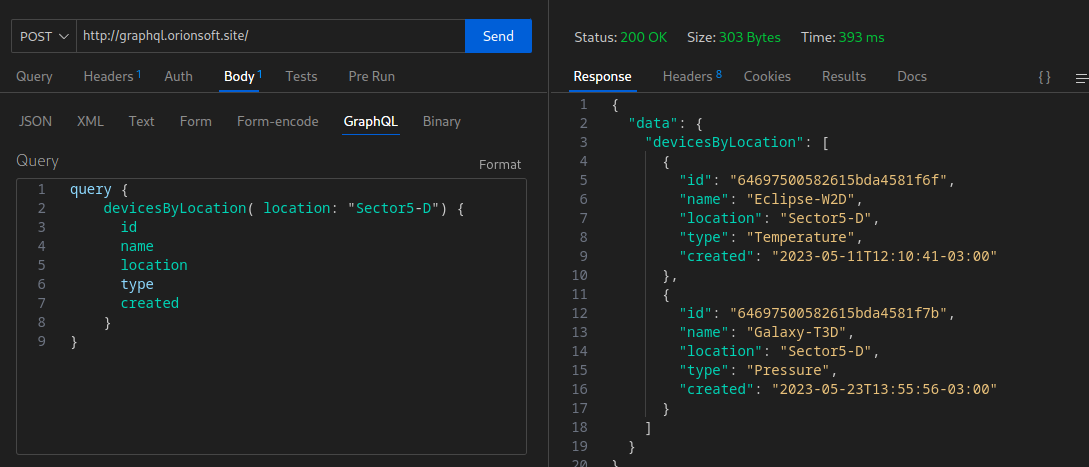 POST http://graphql.orionsoft.site/ Send
Query Headers 1 Auth Body 1 Tests Pre Run
JSON XML Text Form Form-encode GraphQL Binary
Query Format
1 query {
2     devicesByLocation( location: "Sector5-D") {
3       id
4       name
5       location
6       type
7       created
8     }
9 }
Status: 200 OK Size: 303 Bytes Time: 393 ms
Response Headers 8 Cookies Results Docs { }
1 {
2   "data": {
3     "devicesByLocation": [
4       {
5         "id": "64697500582615bda4581f6f",
6         "name": "Eclipse-W2D",
7         "location": "Sector5-D",
8         "type": "Temperature",
9         "created": "2023-05-11T12:10:41-03:00"
10       },
11       {
12         "id": "64697500582615bda4581f7b",
13         "name": "Galaxy-T3D",
14         "location": "Sector5-D",
15         "type": "Pressure",
16         "created": "2023-05-23T13:55:56-03:00"
17       }
18     ]
19   }
20 }